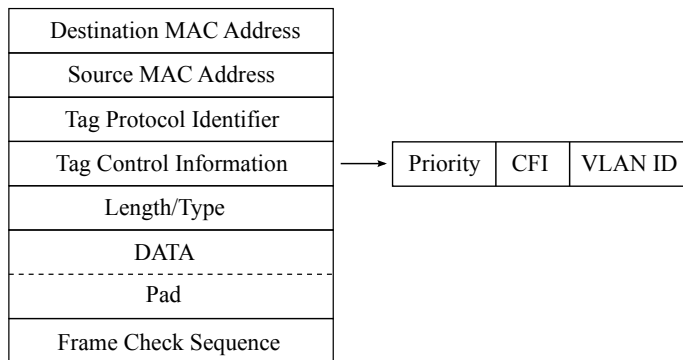 Destination MAC Address
Source MAC Address
Tag Protocol Identifier
Tag Control Information
Priority
CFI
VLAN ID
Length/Type
DATA
Pad
Frame Check Sequence